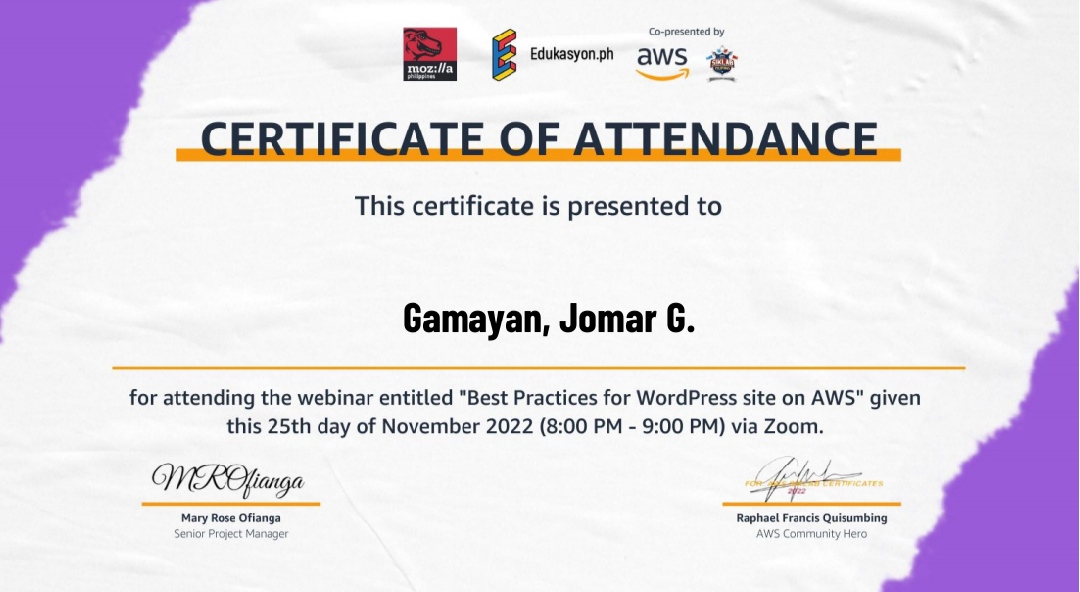 Co-presented by
moz://a
philippines
Edukasyon.ph
aws
SIKLAB
CERTIFICATE OF ATTENDANCE
This certificate is presented to
Gamayan, Jomar G.
for attending the webinar entitled "Best Practices for WordPress site on AWS" given
this 25th day of November 2022 (8:00 PM - 9:00 PM) via Zoom.
MROfianga
FOR AWS SIKLAB CERTIFICATES
2022
Mary Rose Ofianga
Raphael Francis Quisumbing
Senior Project Manager
AWS Community Hero